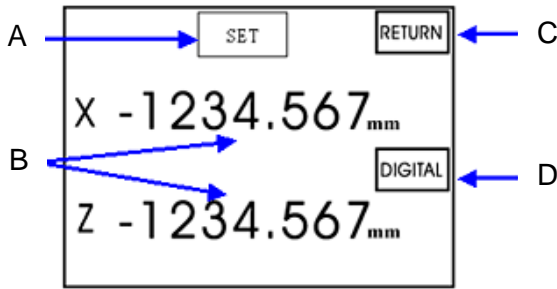 A SET RETURN C
X -1234.567mm
B
DIGITAL D
Z -1234.567mm